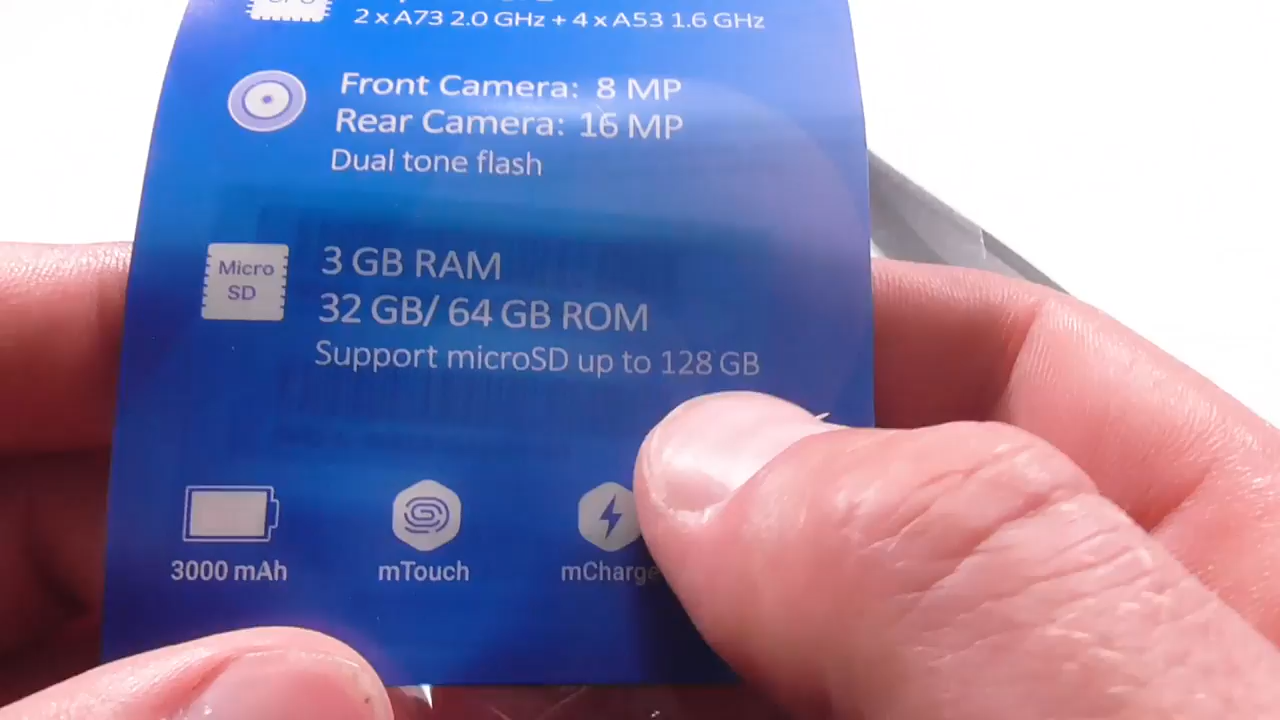 2 x A73 2.0 GHz + 4 x A53 1.6 GHz
Front Camera: 8 MP
Rear Camera: 16 MP
Dual tone flash
Micro
SD
3 GB RAM
32 GB/ 64 GB ROM
Support microSD up to 128 GB
3000 mAh
mTouch
mCharge